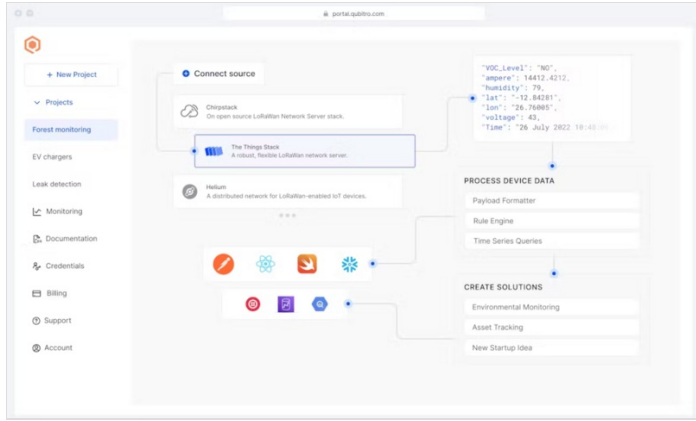 portal.qubitro.com
+ New Project
Projects
Forest monitoring
EV chargers
Leak detection
Monitoring
Documentation
Credentials
Billing
Support
Account
Connect source
Chirpstack
On open source LoRaWan Network Server stack.
The Things Stack
A robust, flexible LoRaWan network server.
Helium
A distributed network for LoRaWan-enabled IoT devices.
"VOC_Level": "NO",
"ampere": 14412.4212,
"humidity": 79,
"lat": "-12.84281",
"lon": "26.76005",
"voltage": 43,
"Time": "26 July 2022
PROCESS DEVICE DATA
Payload Formatter
Rule Engine
Time Series Queries
CREATE SOLUTIONS
Environmental Monitoring
Asset Tracking
New Startup Idea